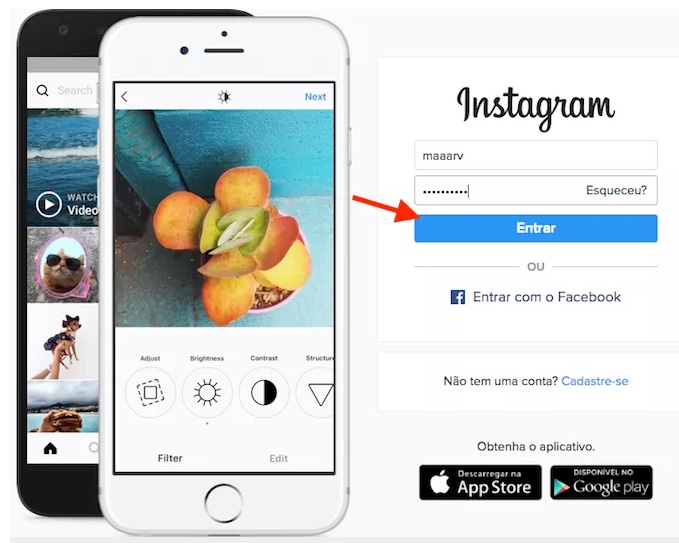 Search
WATCH
Video
Next
Adjust
Brightness
Contrast
Structure
Filter
Edit
Instagram
maaarv
••••••••••
Esqueceu?
Entrar
OU
Entrar com o Facebook
Não tem uma conta? Cadastre-se
Obtenha o aplicativo.
Descarregar na
App Store
DISPONÍVEL NO
Google play